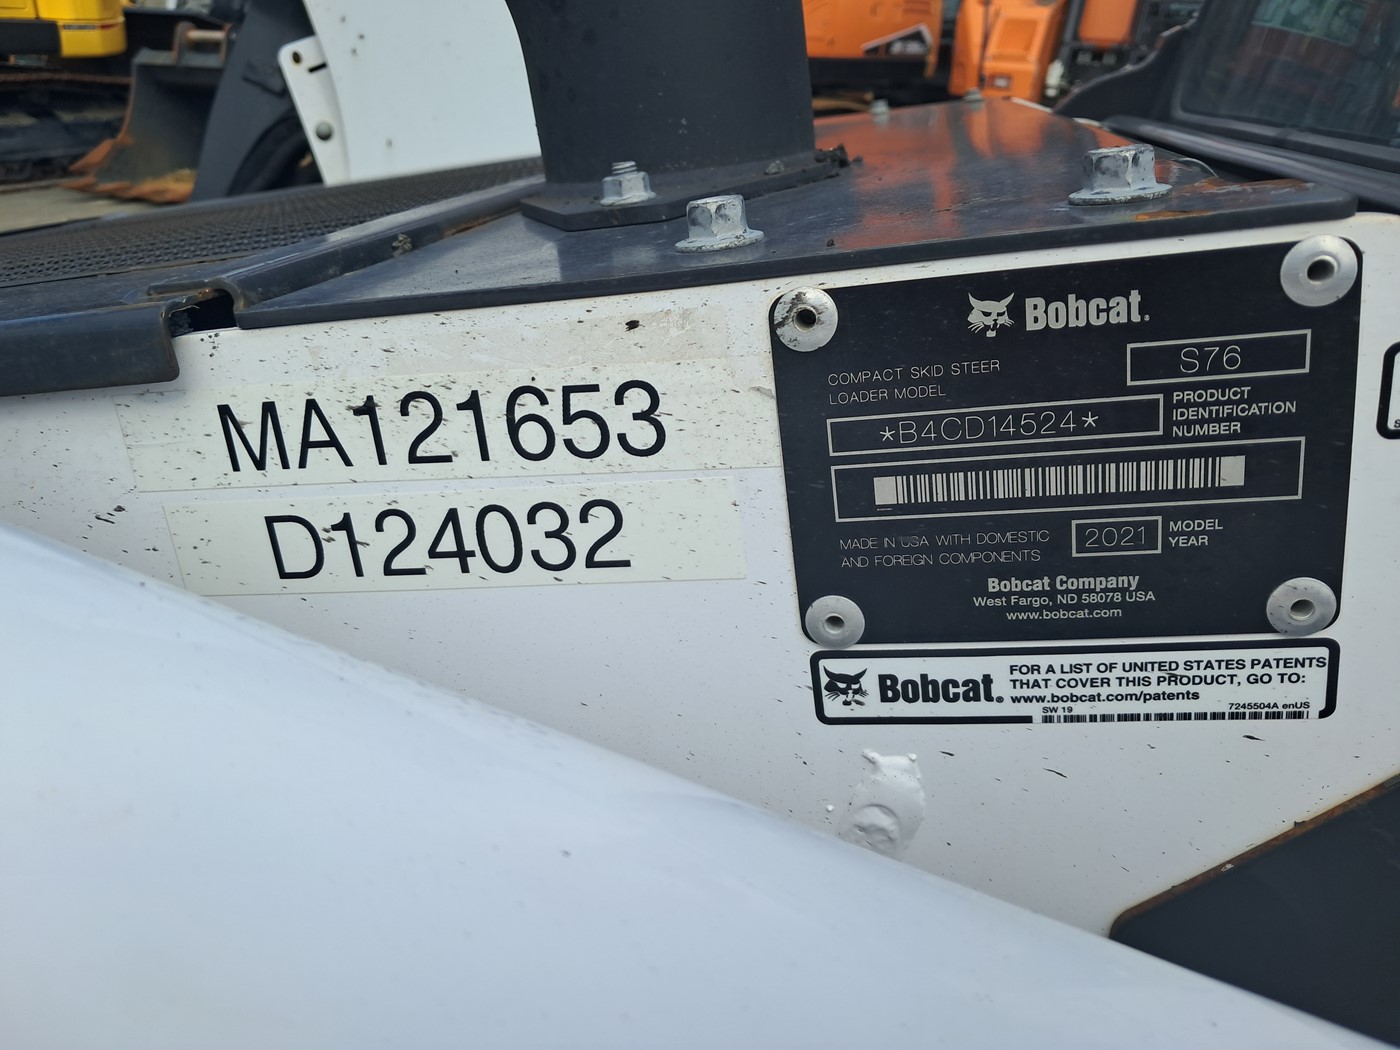 MA121653
D124032
Bobcat.
COMPACT SKID STEER
LOADER MODEL
S76
*B4CD14524*
PRODUCT
IDENTIFICATION
NUMBER
MADE IN USA WITH DOMESTIC
AND FOREIGN COMPONENTS
2021
MODEL
YEAR
Bobcat Company
West Fargo, ND 58078 USA
www.bobcat.com
Bobcat®
FOR A LIST OF UNITED STATES PATENTS
THAT COVER THIS PRODUCT, GO TO:
www.bobcat.com/patents
SW 19
7245504A enUS